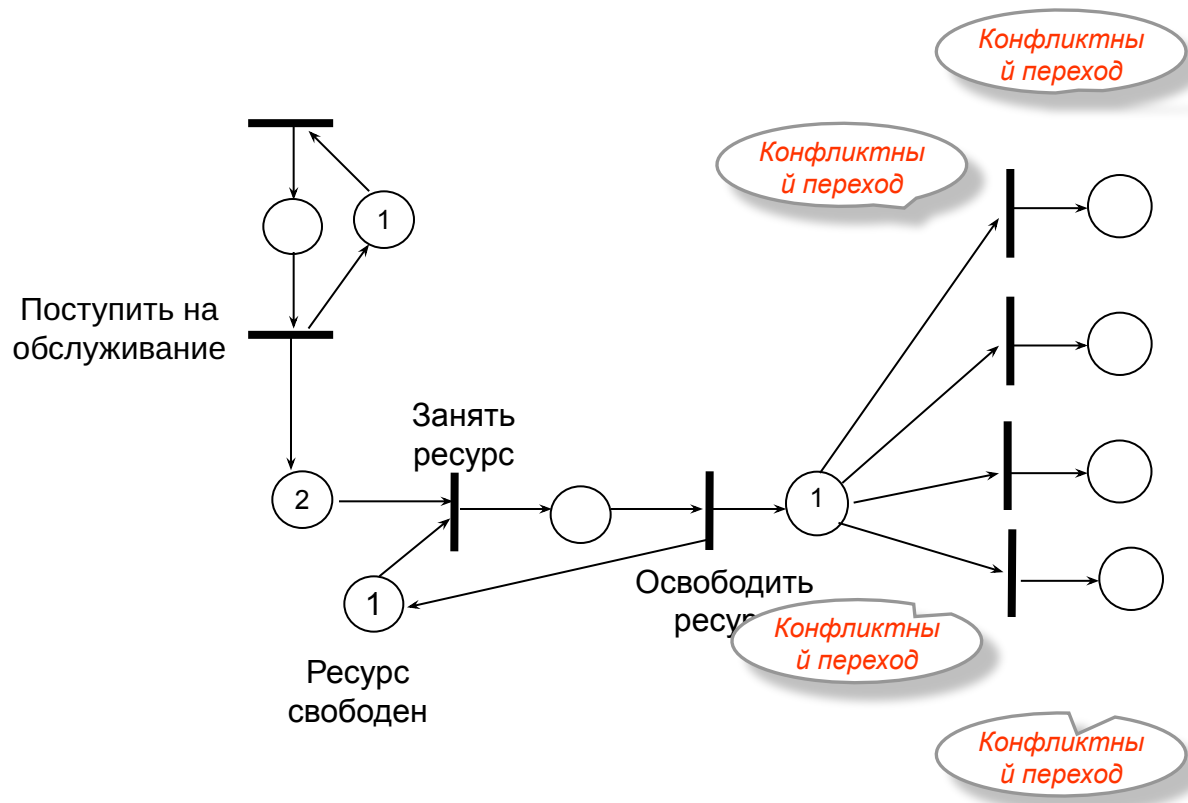 Конфликтны
й переход
Конфликтны
й переход
1
Поступить на
обслуживание
Занять
ресурс
2
1
1
Освободить
Ресурс
свободен
Конфликтны
й переход
Конфликтны
й переход